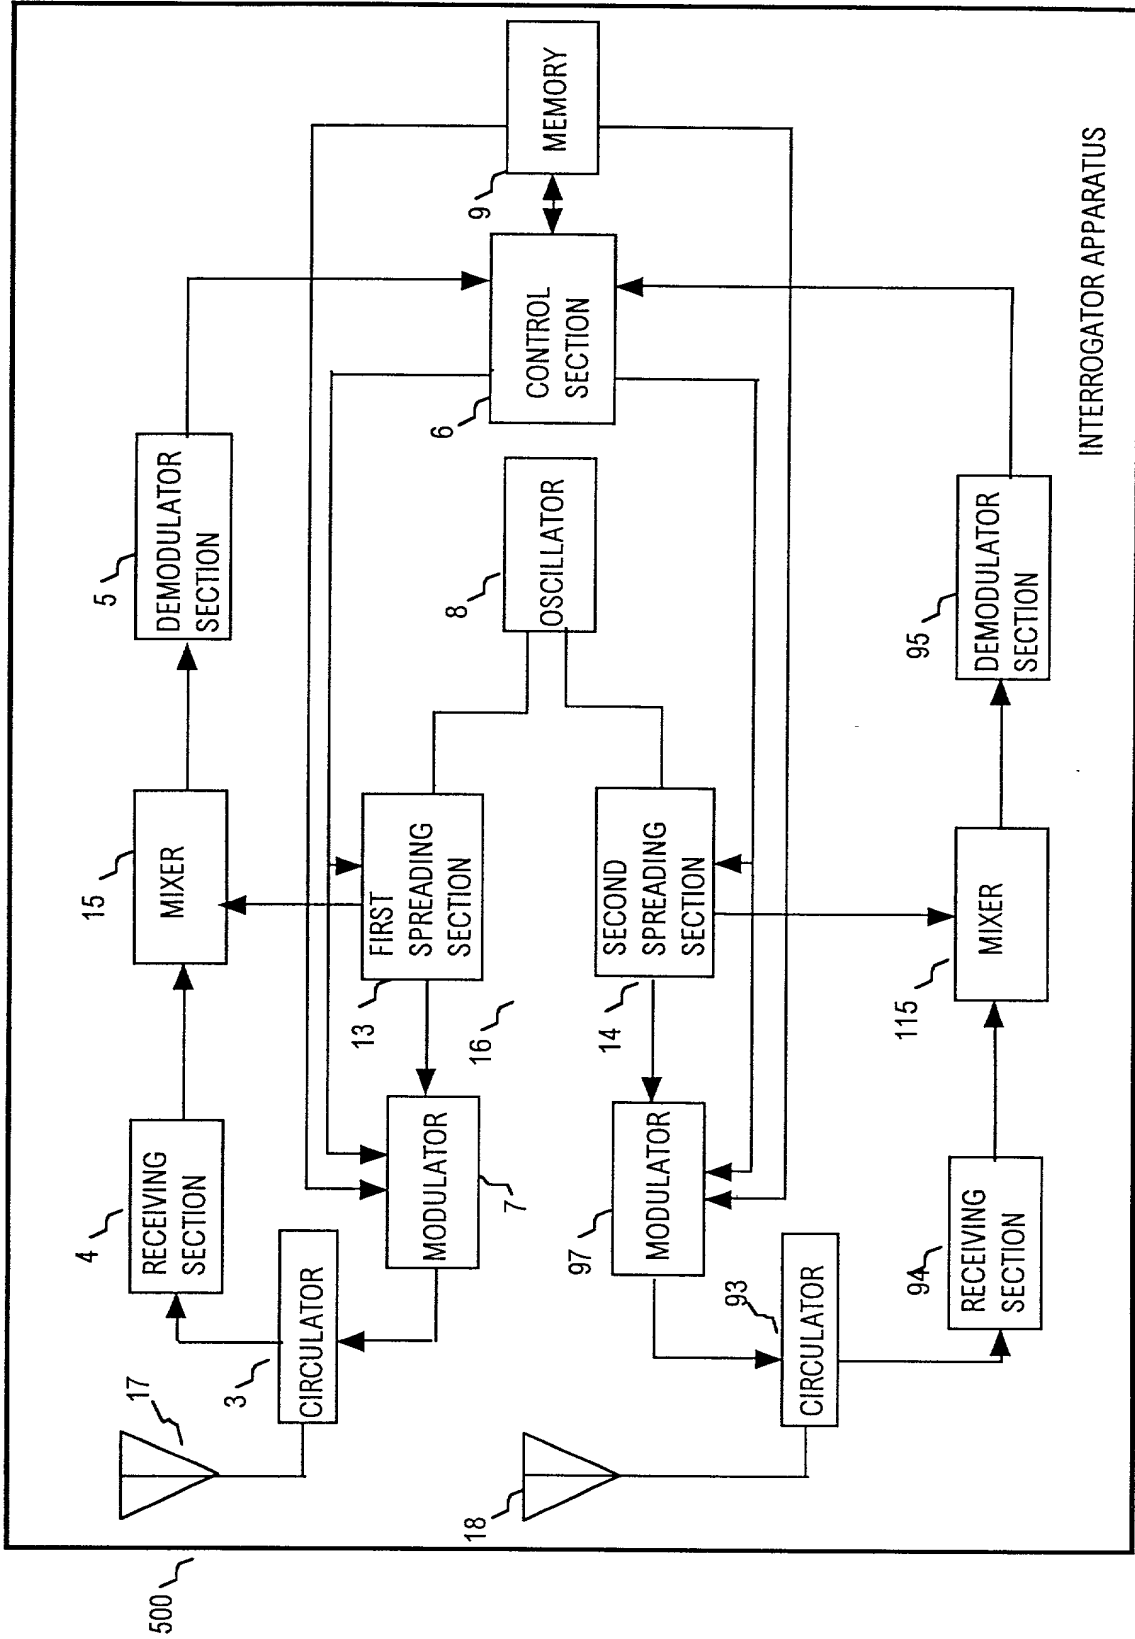 500
17
18
3
CIRCULATOR
4
RECEIVING
SECTION
15
MIXER
5
DEMODULATOR
SECTION
7
MODULATOR
13
FIRST
SPREADING
SECTION
16
8
OSCILLATOR
6
CONTROL
SECTION
9
MEMORY
97
MODULATOR
14
SECOND
SPREADING
SECTION
93
CIRCULATOR
94
RECEIVING
SECTION
115
MIXER
95
DEMODULATOR
SECTION
INTERROGATOR APPARATUS